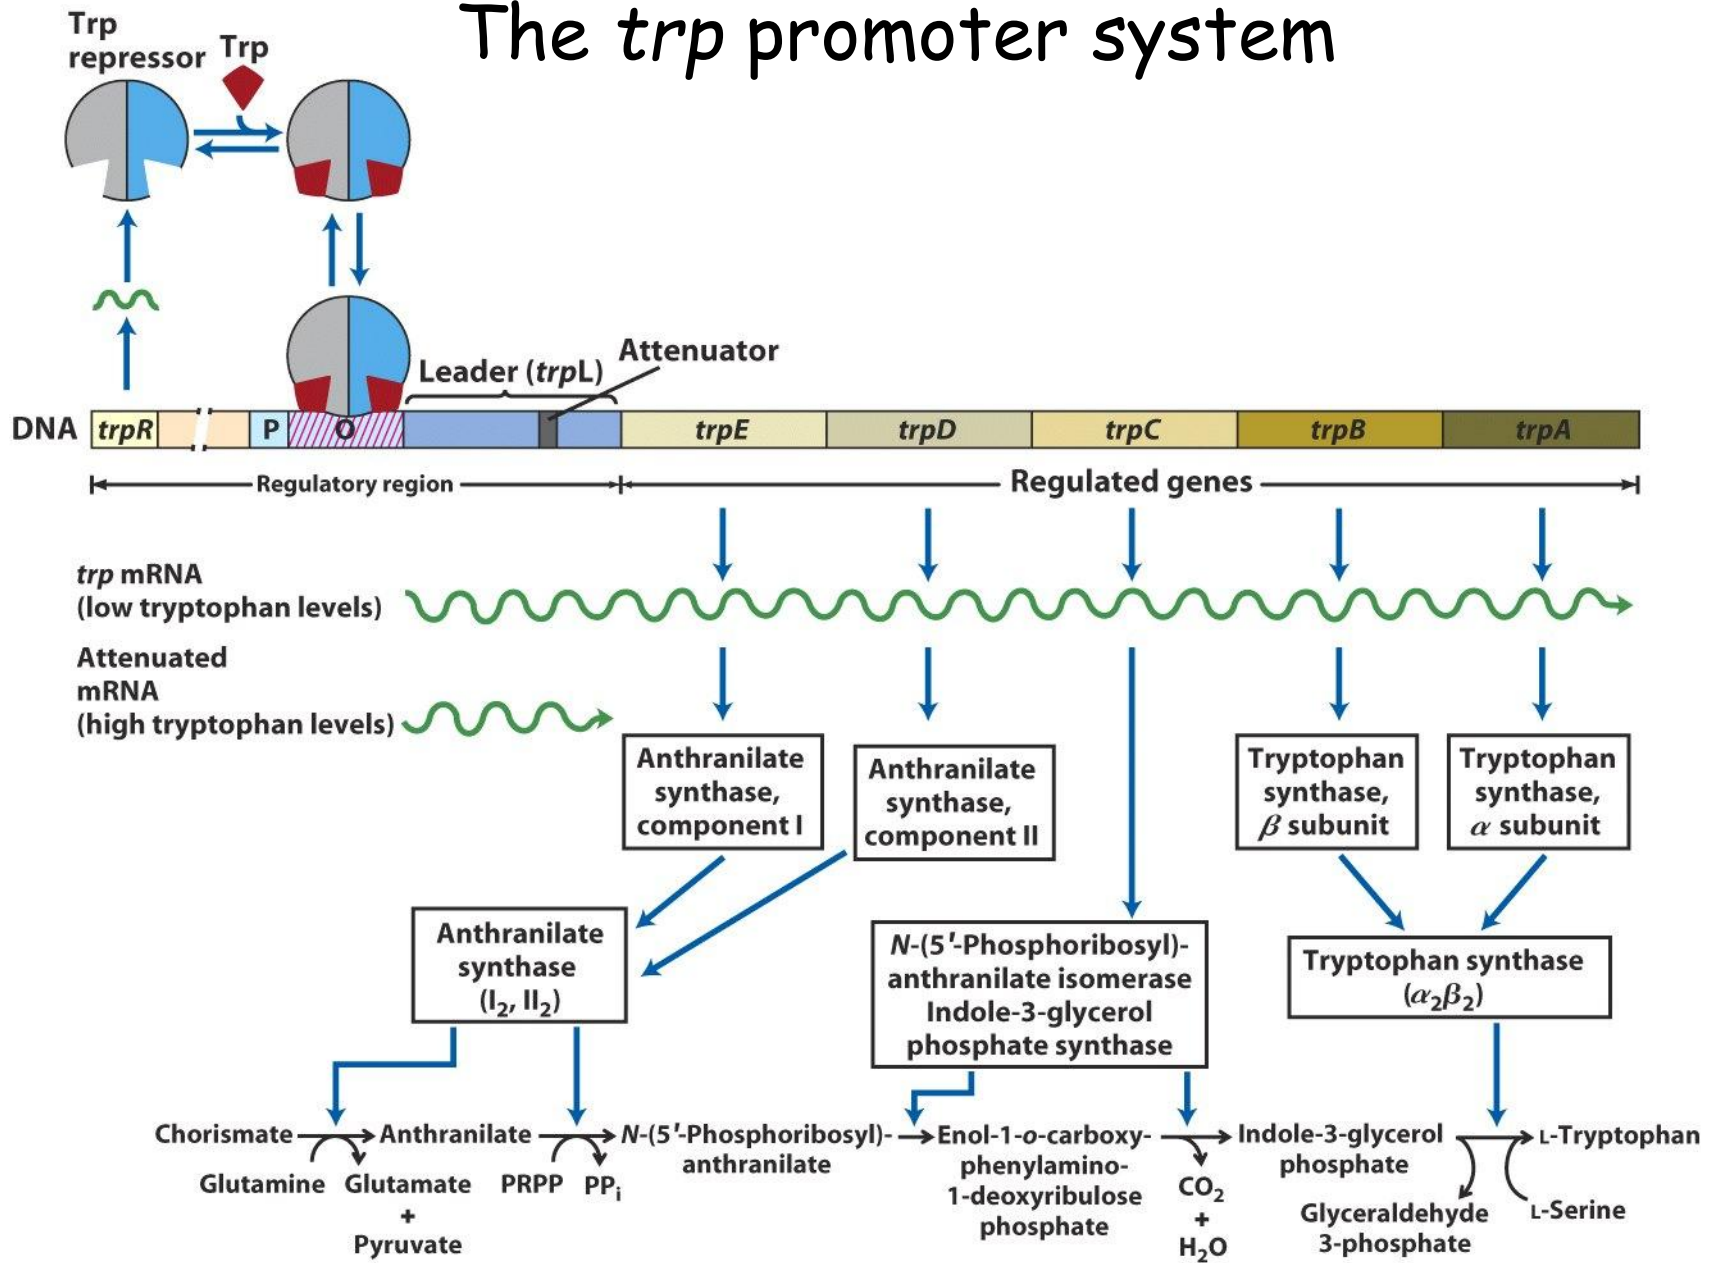 The trp promoter system
Trp
repressor
Trp
Leader (trpL)
Attenuator
DNA
trpR
P
O
trpE
trpD
trpC
trpB
trpA
Regulatory region
Regulated genes
trp mRNA
(low tryptophan levels)
Attenuated
mRNA
(high tryptophan levels)
Anthranilate
synthase,
component I
Anthranilate
synthase,
component II
Tryptophan
synthase,
β subunit
Tryptophan
synthase,
α subunit
Anthranilate
synthase
(I₂, II₂)
N-(5′-Phosphoribosyl)-
anthranilate isomerase
Indole-3-glycerol
phosphate synthase
Tryptophan synthase
(α₂β₂)
Chorismate
Glutamine
Glutamate
+
Pyruvate
Anthranilate
PRPP
PPᵢ
N-(5′-Phosphoribosyl)-
anthranilate
Enol-1-o-carboxy-
phenylamino-
1-deoxyribulose
phosphate
CO₂
+
H₂O
Indole-3-glycerol
phosphate
Glyceraldehyde
3-phosphate
L-Serine
L-Tryptophan